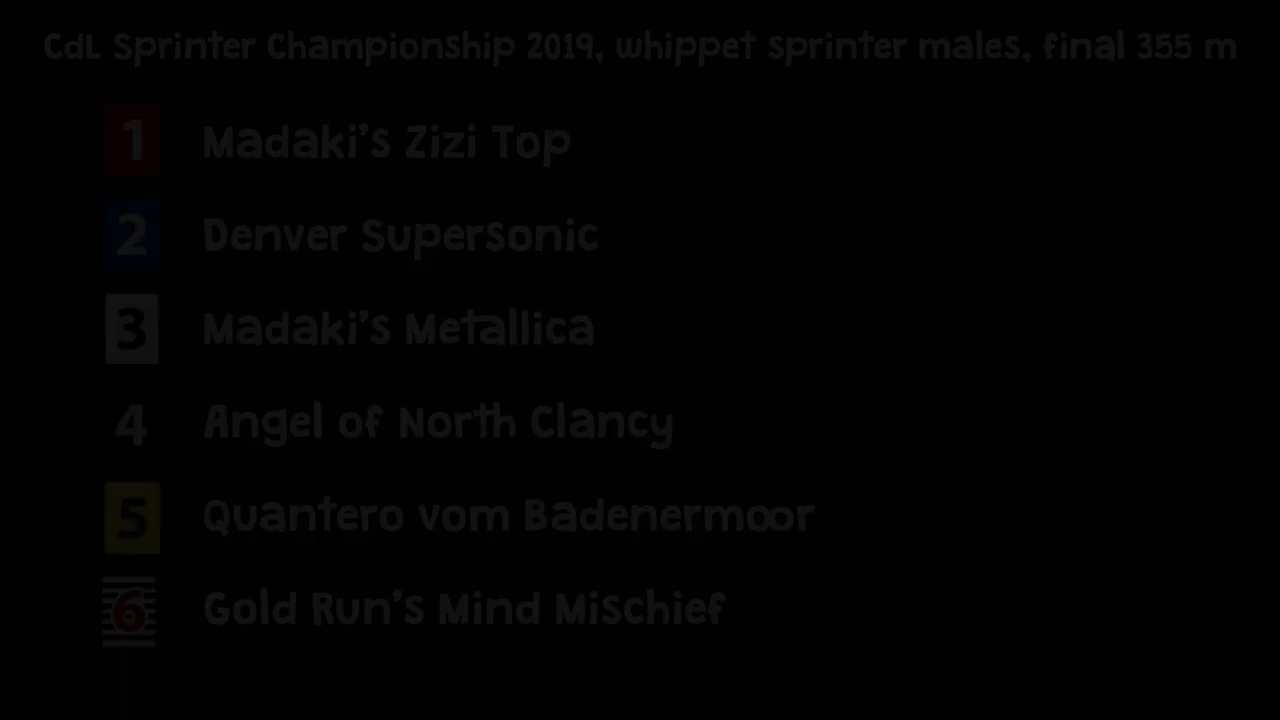 CdL Sprinter Championship 2019, whippet sprinter males, final 355 m
1 Madaki's Zizi Top
2 Denver Supersonic
3 Madaki's Metallica
4 Angel of North Clancy
5 Quantero vom Badenermoor
6 Gold Run's Mind Mischief